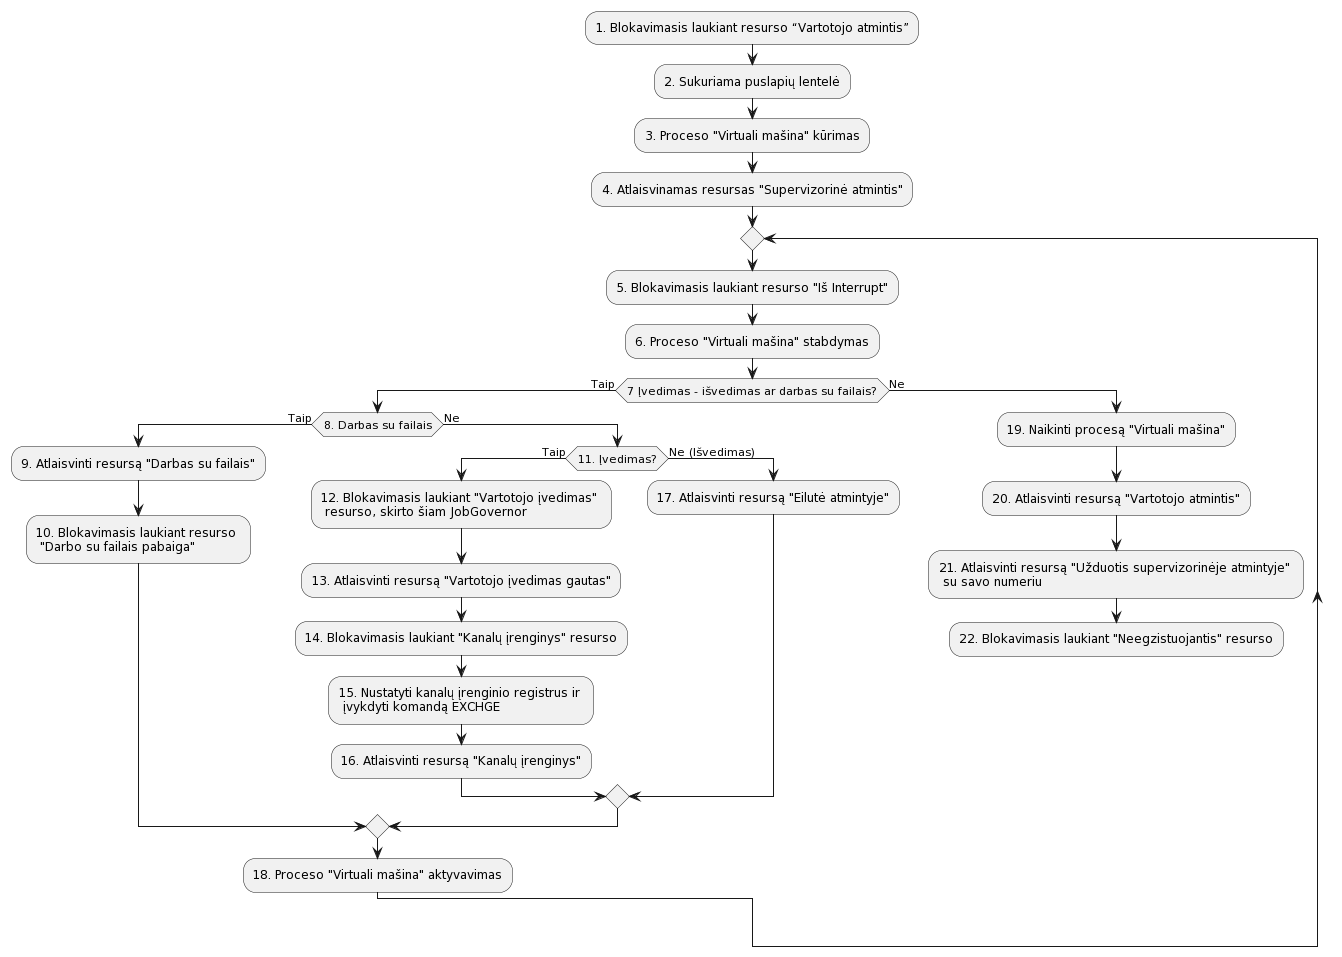 1. Blokavimasis laukiant resurso “Vartotojo atmintis”
2. Sukuriama puslapių lentelė
3. Proceso "Virtuali mašina" kūrimas
4. Atlaisvinamas resursas "Supervizorinė atmintis"
5. Blokavimasis laukiant resurso "Iš Interrupt"
6. Proceso "Virtuali mašina" stabdymas
Taip
7 Įvedimas - išvedimas ar darbas su failais?
Ne
Taip
8. Darbas su failais
Ne
9. Atlaisvinti resursą "Darbas su failais"
10. Blokavimasis laukiant resurso
"Darbo su failais pabaiga"
Taip
11. Įvedimas?
Ne (Išvedimas)
12. Blokavimasis laukiant "Vartotojo įvedimas"
resurso, skirto šiam JobGovernor
13. Atlaisvinti resursą "Vartotojo įvedimas gautas"
14. Blokavimasis laukiant "Kanalų įrenginys" resurso
15. Nustatyti kanalų įrenginio registrus ir
įvykdyti komandą EXCHGE
16. Atlaisvinti resursą "Kanalų įrenginys"
17. Atlaisvinti resursą "Eilutė atmintyje"
18. Proceso "Virtuali mašina" aktyvavimas
19. Naikinti procesą "Virtuali mašina"
20. Atlaisvinti resursą "Vartotojo atmintis"
21. Atlaisvinti resursą "Užduotis supervizorinėje atmintyje"
su savo numeriu
22. Blokavimasis laukiant "Neegzistuojantis" resurso